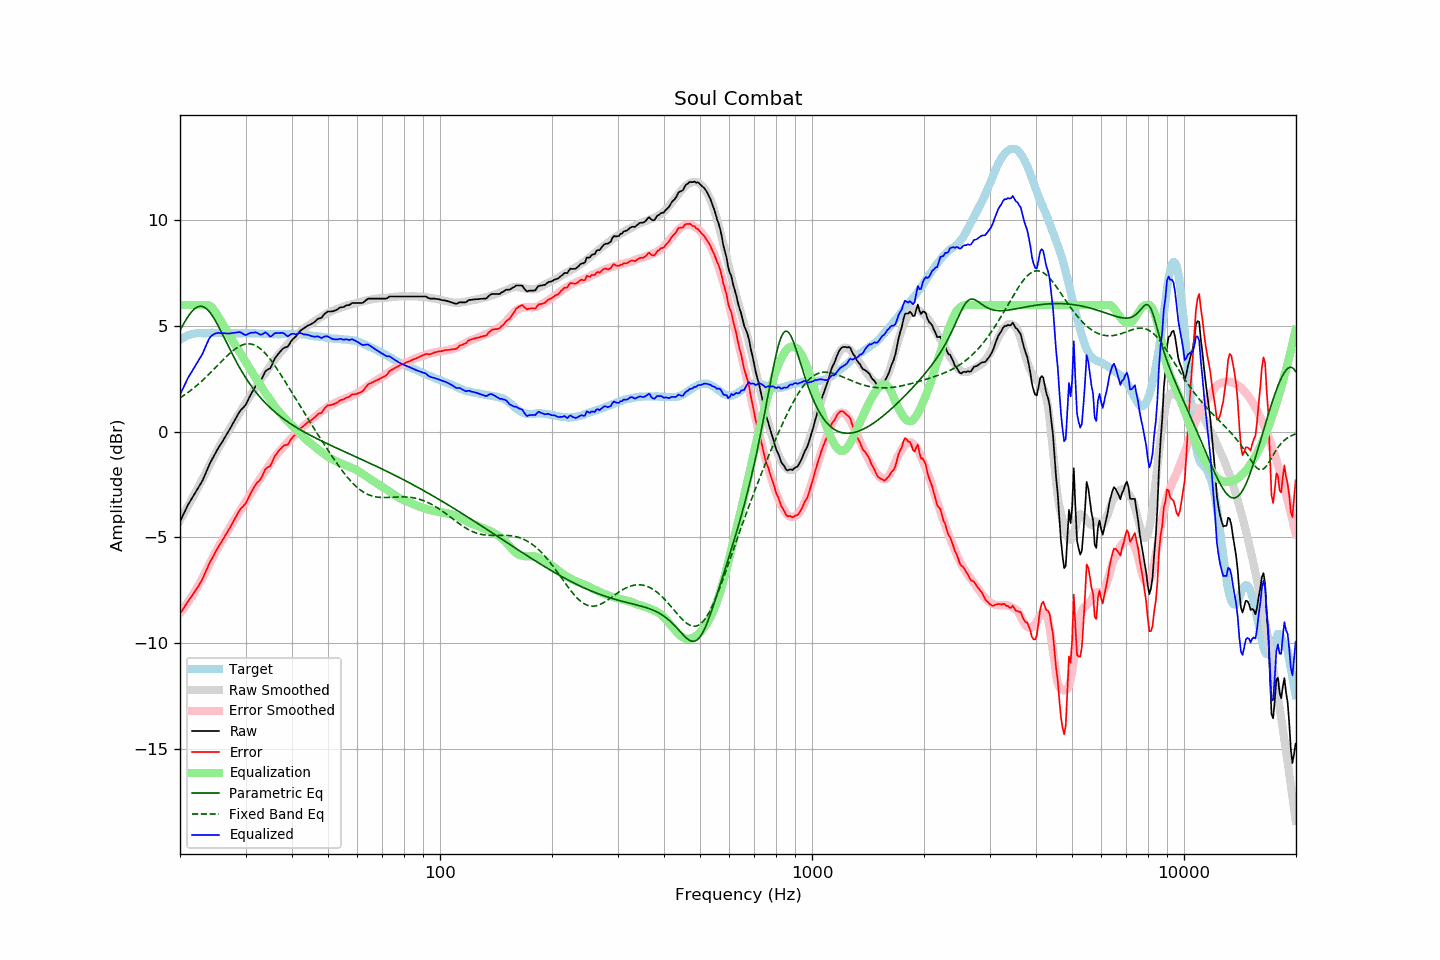 Soul Combat
Amplitude (dBr)
10
5
0
−5
−10
−15
Target
Raw Smoothed
Error Smoothed
Raw
Error
Equalization
Parametric Eq
Fixed Band Eq
Equalized
100
1000
10000
Frequency (Hz)